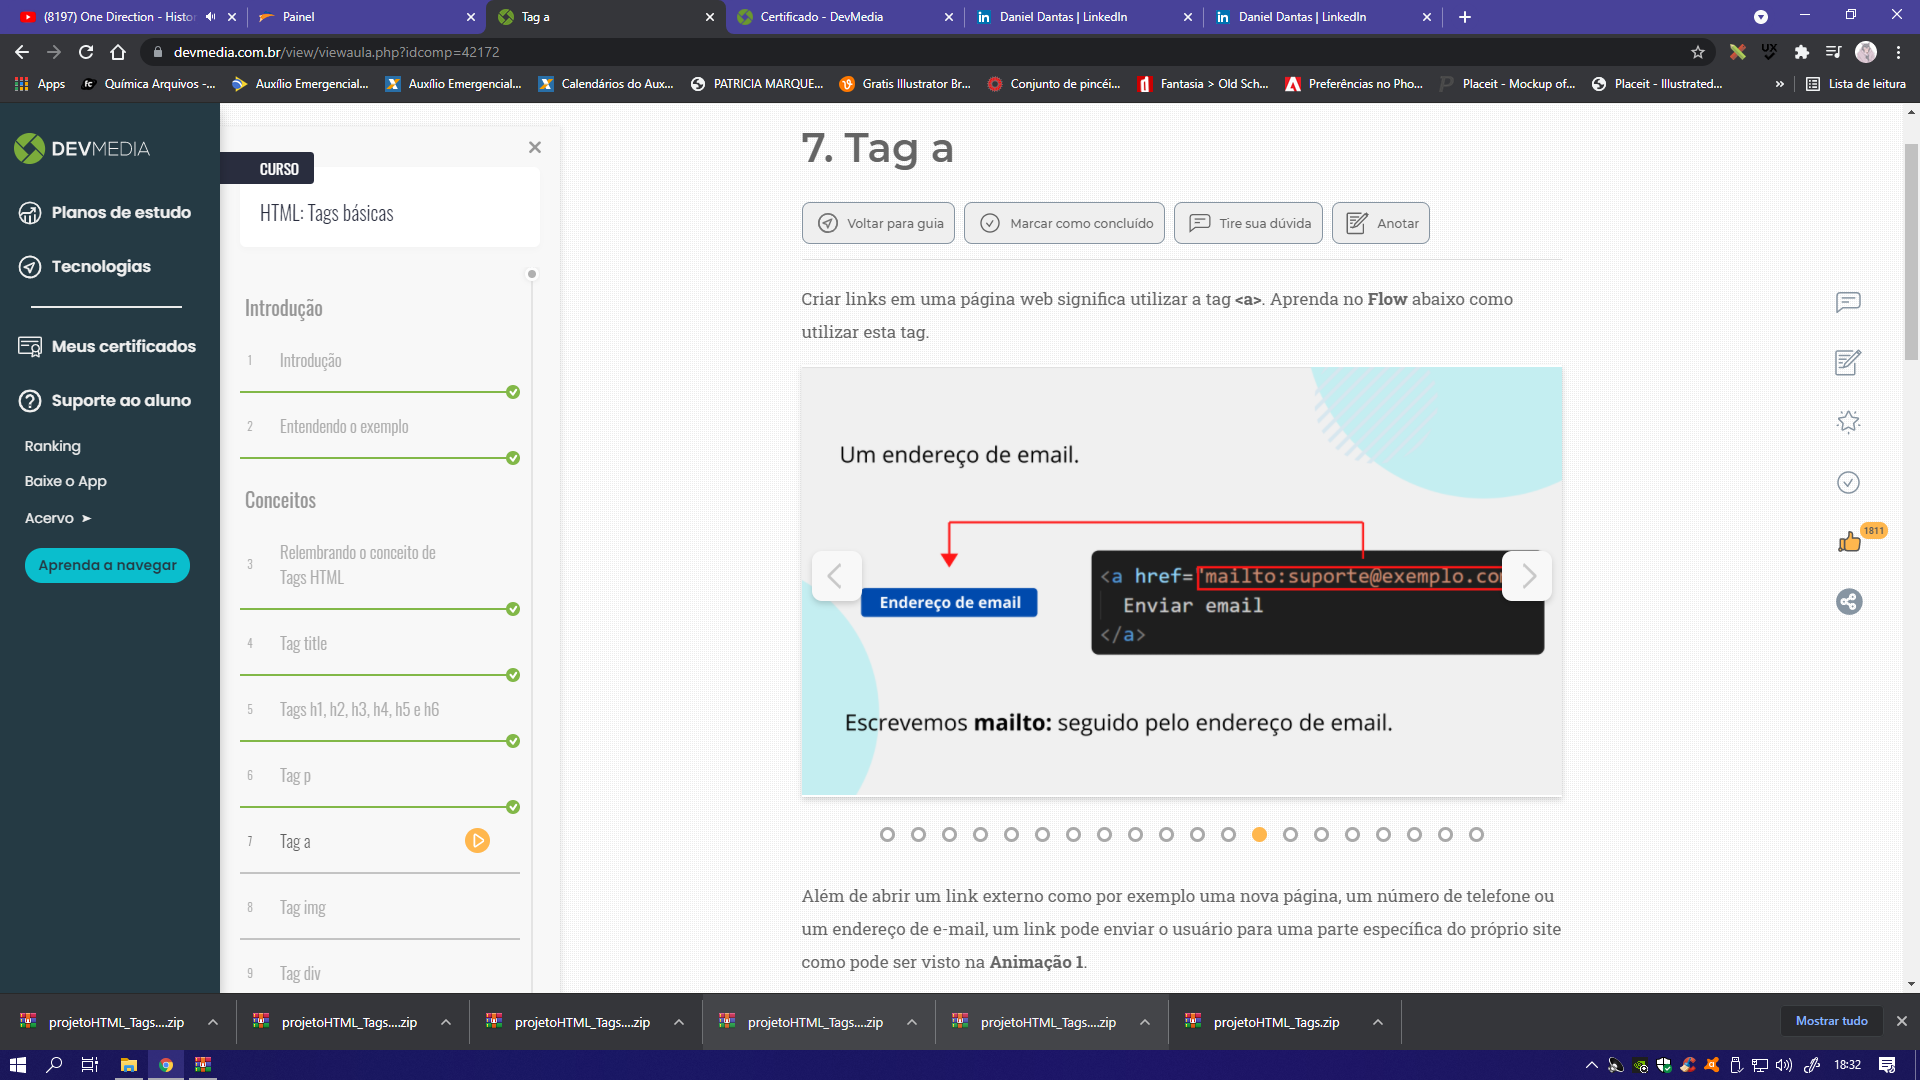 (8197) One Direction - Histor
Painel
Tag a
Certificado - DevMedia
Daniel Dantas | LinkedIn
Daniel Dantas | LinkedIn
devmedia.com.br/view/viewaula.php?idcomp=42172
Apps
Química Arquivos -...
Auxílio Emergencial...
Auxílio Emergencial...
Calendários do Aux...
PATRICIA MARQUE...
Gratis Illustrator Br...
Conjunto de pincéi...
Fantasia > Old Sch...
Preferências no Pho...
Placeit - Mockup of...
Placeit - Illustrated...
»
Lista de leitura
DEVMEDIA
Planos de estudo
Tecnologias
Meus certificados
Suporte ao aluno
Ranking
Baixe o App
Acervo ➤
Aprenda a navegar
CURSO
HTML: Tags básicas
Introdução
1 Introdução
2 Entendendo o exemplo
Conceitos
3 Relembrando o conceito de
Tags HTML
4 Tag title
5 Tags h1, h2, h3, h4, h5 e h6
6 Tag p
7 Tag a
8 Tag img
9 Tag div
7. Tag a
Voltar para guia
Marcar como concluído
Tire sua dúvida
Anotar
Criar links em uma página web significa utilizar a tag <a>. Aprenda no Flow abaixo como
utilizar esta tag.
Um endereço de email.
Endereço de email
<a href="mailto:suporte@exemplo.com
Enviar email
</a>
Escrevemos mailto: seguido pelo endereço de email.
Além de abrir um link externo como por exemplo uma nova página, um número de telefone ou
um endereço de e-mail, um link pode enviar o usuário para uma parte específica do próprio site
como pode ser visto na Animação 1.
1811
projetoHTML_Tags....zip
projetoHTML_Tags....zip
projetoHTML_Tags....zip
projetoHTML_Tags....zip
projetoHTML_Tags....zip
projetoHTML_Tags.zip
Mostrar tudo
18:32